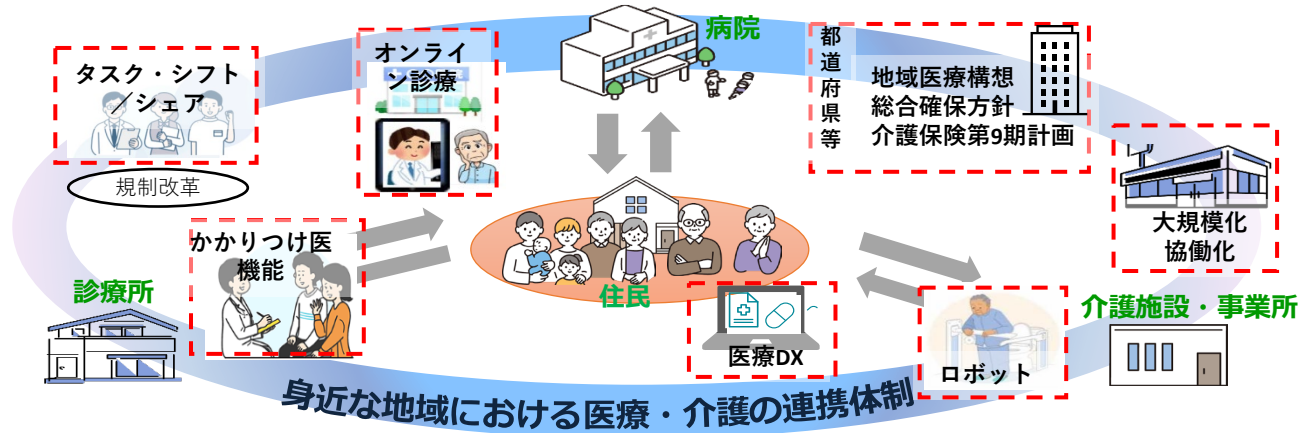 病院
タスク・シフト
／シェア
規制改革
オンライ
ン診療
都道府県等
地域医療構想
総合確保方針
介護保険第9期計画
大規模化
協働化
かかりつけ医
機能
診療所
住民
医療DX
ロボット
介護施設・事業所
身近な地域における医療・介護の連携体制